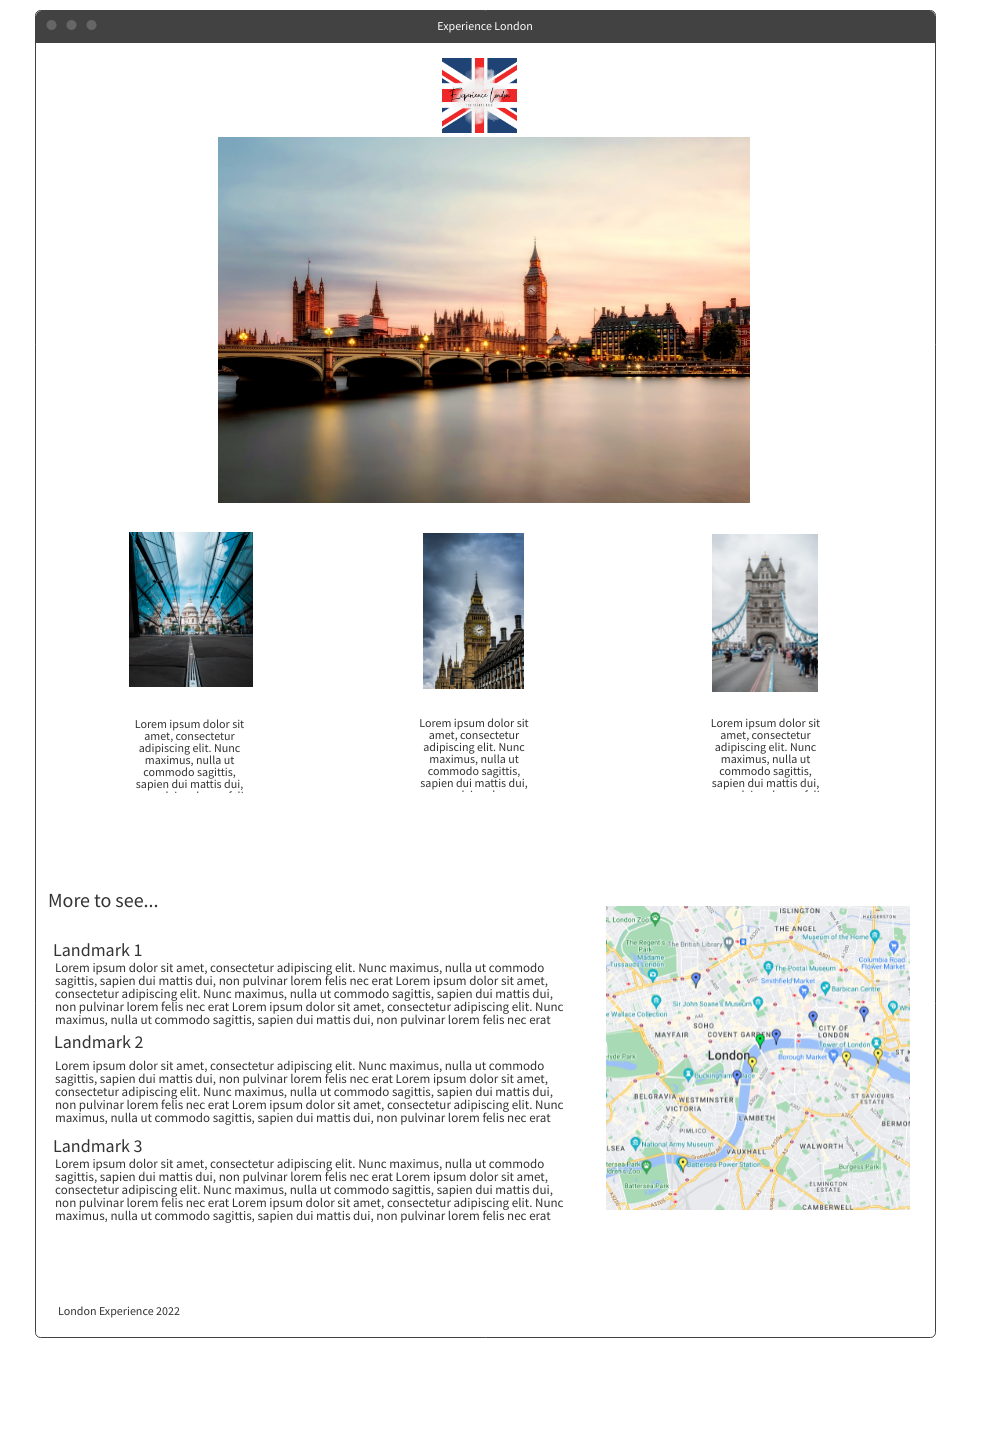 Experience London
Experience London
Lorem ipsum dolor sit
amet, consectetur
adipiscing elit. Nunc
maximus, nulla ut
commodo sagittis,
sapien dui mattis dui,
Lorem ipsum dolor sit
amet, consectetur
adipiscing elit. Nunc
maximus, nulla ut
commodo sagittis,
sapien dui mattis dui,
Lorem ipsum dolor sit
amet, consectetur
adipiscing elit. Nunc
maximus, nulla ut
commodo sagittis,
sapien dui mattis dui,
More to see...
Landmark 1
Lorem ipsum dolor sit amet, consectetur adipiscing elit. Nunc maximus, nulla ut commodo
sagittis, sapien dui mattis dui, non pulvinar lorem felis nec erat Lorem ipsum dolor sit amet,
consectetur adipiscing elit. Nunc maximus, nulla ut commodo sagittis, sapien dui mattis dui,
non pulvinar lorem felis nec erat Lorem ipsum dolor sit amet, consectetur adipiscing elit. Nunc
maximus, nulla ut commodo sagittis, sapien dui mattis dui, non pulvinar lorem felis nec erat
Landmark 2
Lorem ipsum dolor sit amet, consectetur adipiscing elit. Nunc maximus, nulla ut commodo
sagittis, sapien dui mattis dui, non pulvinar lorem felis nec erat Lorem ipsum dolor sit amet,
consectetur adipiscing elit. Nunc maximus, nulla ut commodo sagittis, sapien dui mattis dui,
non pulvinar lorem felis nec erat Lorem ipsum dolor sit amet, consectetur adipiscing elit. Nunc
maximus, nulla ut commodo sagittis, sapien dui mattis dui, non pulvinar lorem felis nec erat
Landmark 3
Lorem ipsum dolor sit amet, consectetur adipiscing elit. Nunc maximus, nulla ut commodo
sagittis, sapien dui mattis dui, non pulvinar lorem felis nec erat Lorem ipsum dolor sit amet,
consectetur adipiscing elit. Nunc maximus, nulla ut commodo sagittis, sapien dui mattis dui,
non pulvinar lorem felis nec erat Lorem ipsum dolor sit amet, consectetur adipiscing elit. Nunc
maximus, nulla ut commodo sagittis, sapien dui mattis dui, non pulvinar lorem felis nec erat
ISLINGTON
HAGGERSTON
London Zoo
THE ANGEL
Museum of the Home
The Regent's
Park
The British Library
A5203
Columbia Road
Flower Market
Madame
Tussauds London
The Postal Museum
Smithfield Market
Barbican Centre
Sir John Soane's Museum
e Wallace Collection
SOHO
MAYFAIR
COVENT GARDEN
CITY OF
LONDON
Tower of London
Hyde Park
London
Borough Market
Buckingham Palace
BELGRAVIA
WESTMINSTER
VICTORIA
ST SAVIOURS
ESTATE
LAMBETH
BERMON
PIMLICO
National Army Museum
WALWORTH
LSEA
VAUXHALL
Battersea Power Station
Burgess Park
Battersea Park
ELMINGTON
ESTATE
CAMBERWELL
London Experience 2022